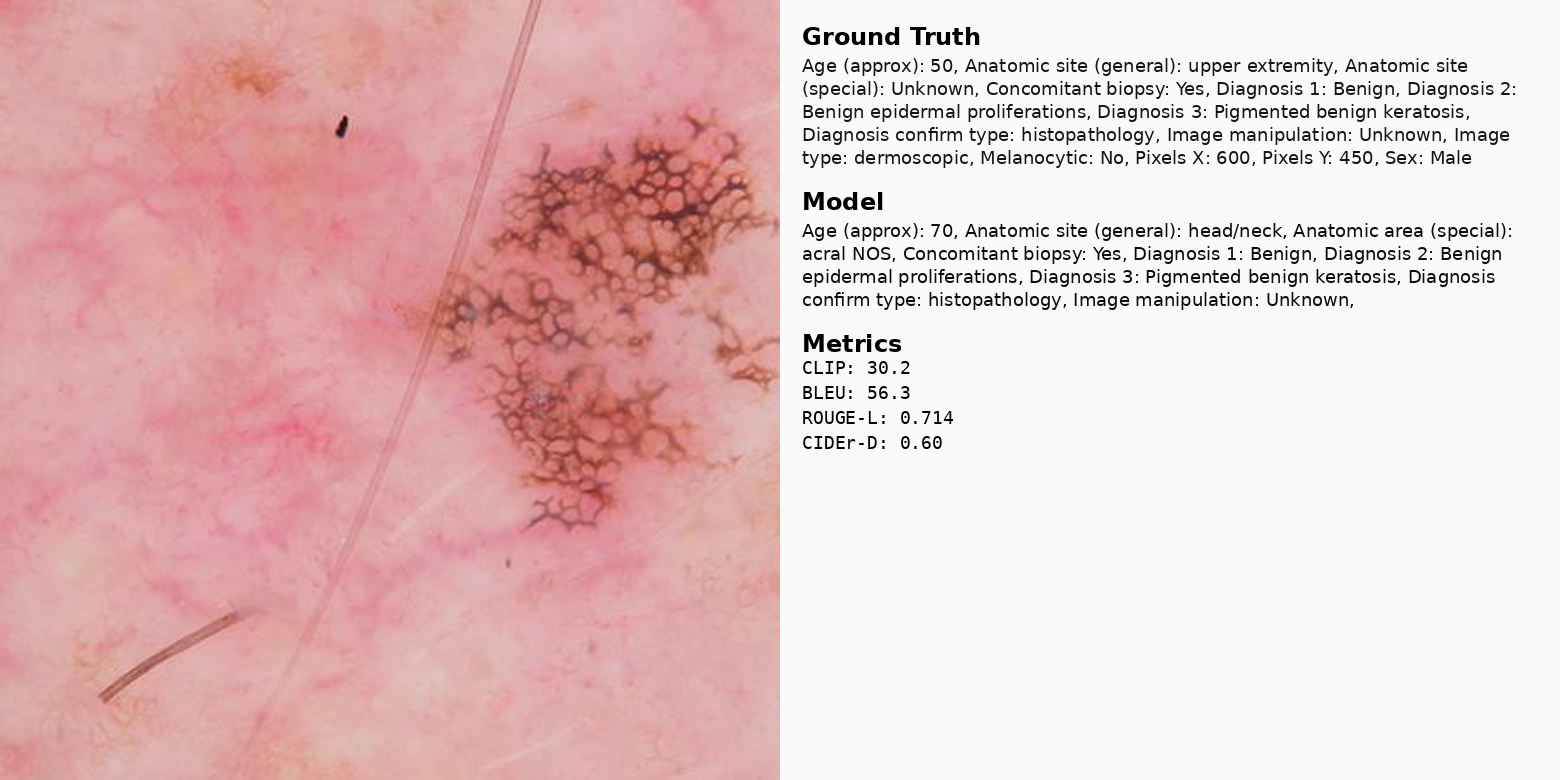 Ground Truth
Age (approx): 50, Anatomic site (general): upper extremity, Anatomic site
(special): Unknown, Concomitant biopsy: Yes, Diagnosis 1: Benign, Diagnosis 2:
Benign epidermal proliferations, Diagnosis 3: Pigmented benign keratosis,
Diagnosis confirm type: histopathology, Image manipulation: Unknown, Image
type: dermoscopic, Melanocytic: No, Pixels X: 600, Pixels Y: 450, Sex: Male
Model
Age (approx): 70, Anatomic site (general): head/neck, Anatomic area (special):
acral NOS, Concomitant biopsy: Yes, Diagnosis 1: Benign, Diagnosis 2: Benign
epidermal proliferations, Diagnosis 3: Pigmented benign keratosis, Diagnosis
confirm type: histopathology, Image manipulation: Unknown,
Metrics
CLIP: 30.2
BLEU: 56.3
ROUGE-L: 0.714
CIDEr-D: 0.60